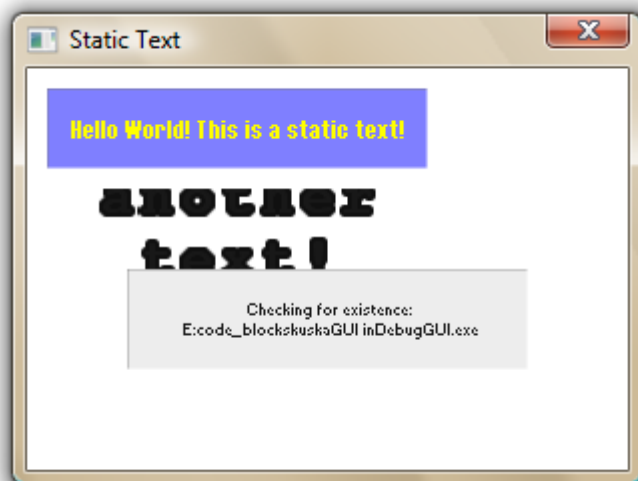 Static Text
Hello World! This is a static text!
another
text!
Checking for existence:
E:code_blockskuskaGUI inDebugGUI.exe